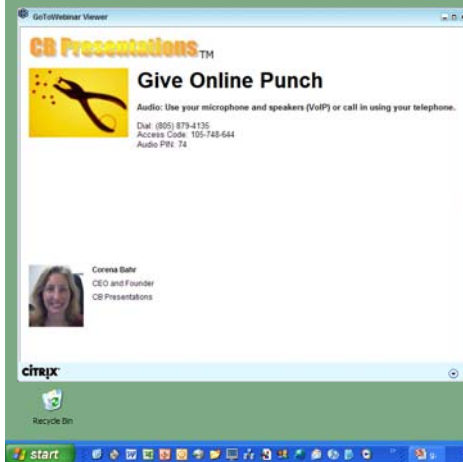 GoToWebinar Viewer
CB Presentations™
Give Online Punch
Audio: Use your microphone and speakers (VoIP) or call in using your telephone.
Dial: (805) 879-4135
Access Code: 105-748-644
Audio PIN: 74
Corena Bahr
CEO and Founder
CB Presentations
CİTRIX
Recycle Bin
start